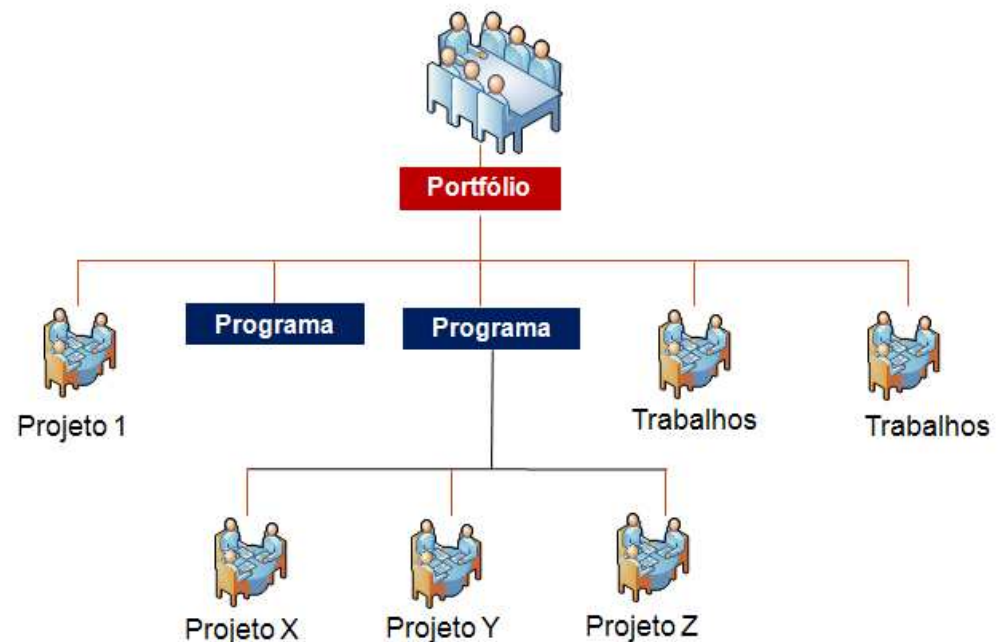 Portfólio
Projeto 1
Programa
Programa
Trabalhos
Trabalhos
Projeto X
Projeto Y
Projeto Z